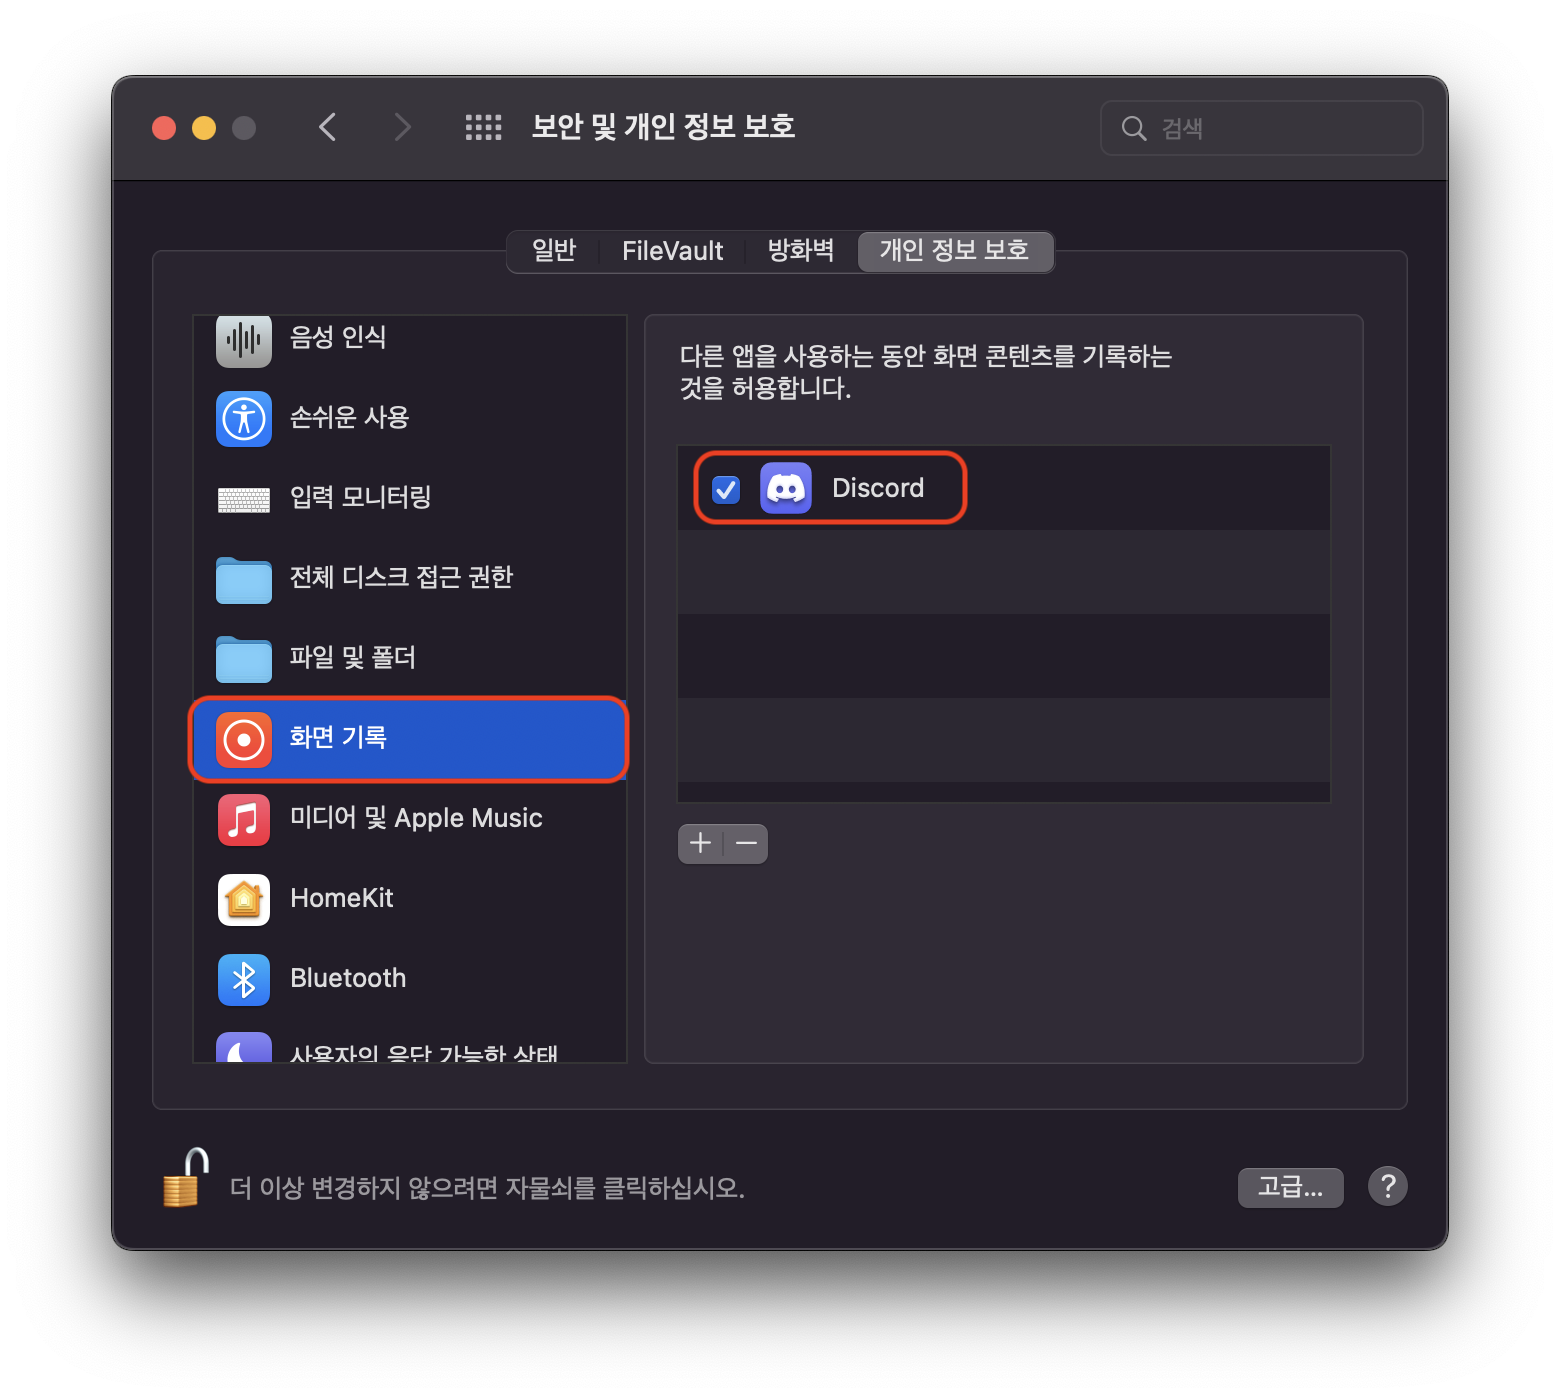 보안 및 개인 정보 보호
검색
일반
FileVault
방화벽
개인 정보 보호
음성 인식
손쉬운 사용
입력 모니터링
전체 디스크 접근 권한
파일 및 폴더
화면 기록
미디어 및 Apple Music
HomeKit
Bluetooth
사용자의 응답 가능한 상태
다른 앱을 사용하는 동안 화면 콘텐츠를 기록하는
것을 허용합니다.
Discord
더 이상 변경하지 않으려면 자물쇠를 클릭하십시오.
고급...
?